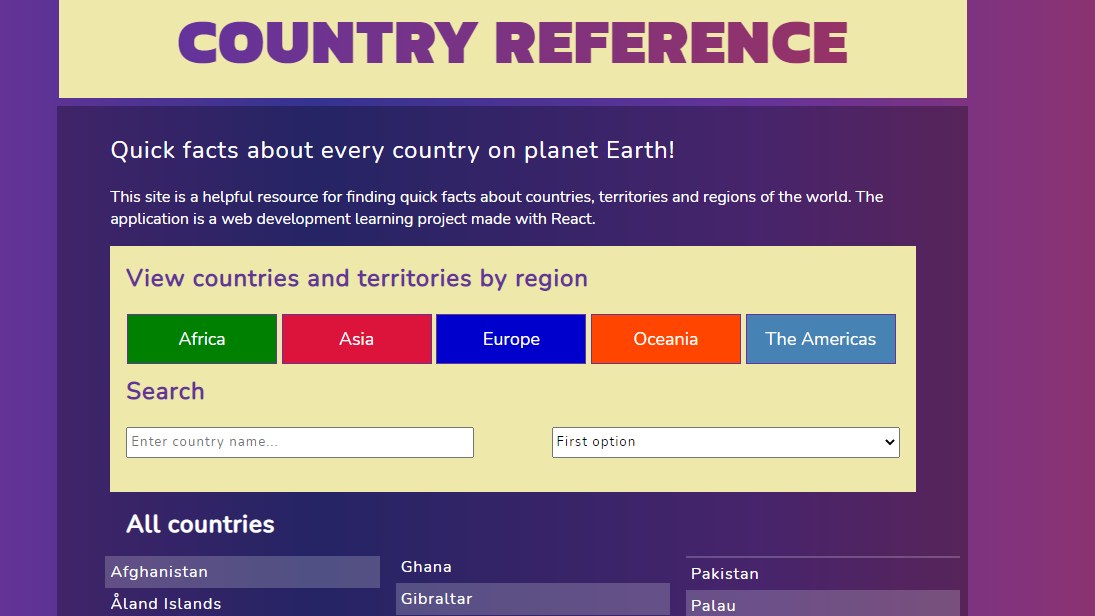 COUNTRY REFERENCE
Quick facts about every country on planet Earth!
This site is a helpful resource for finding quick facts about countries, territories and regions of the world. The
application is a web development learning project made with React.
View countries and territories by region
Africa
Asia
Europe
Oceania
The Americas
Search
Enter country name...
First option
All countries
Afghanistan
Åland Islands
Ghana
Gibraltar
Pakistan
Palau